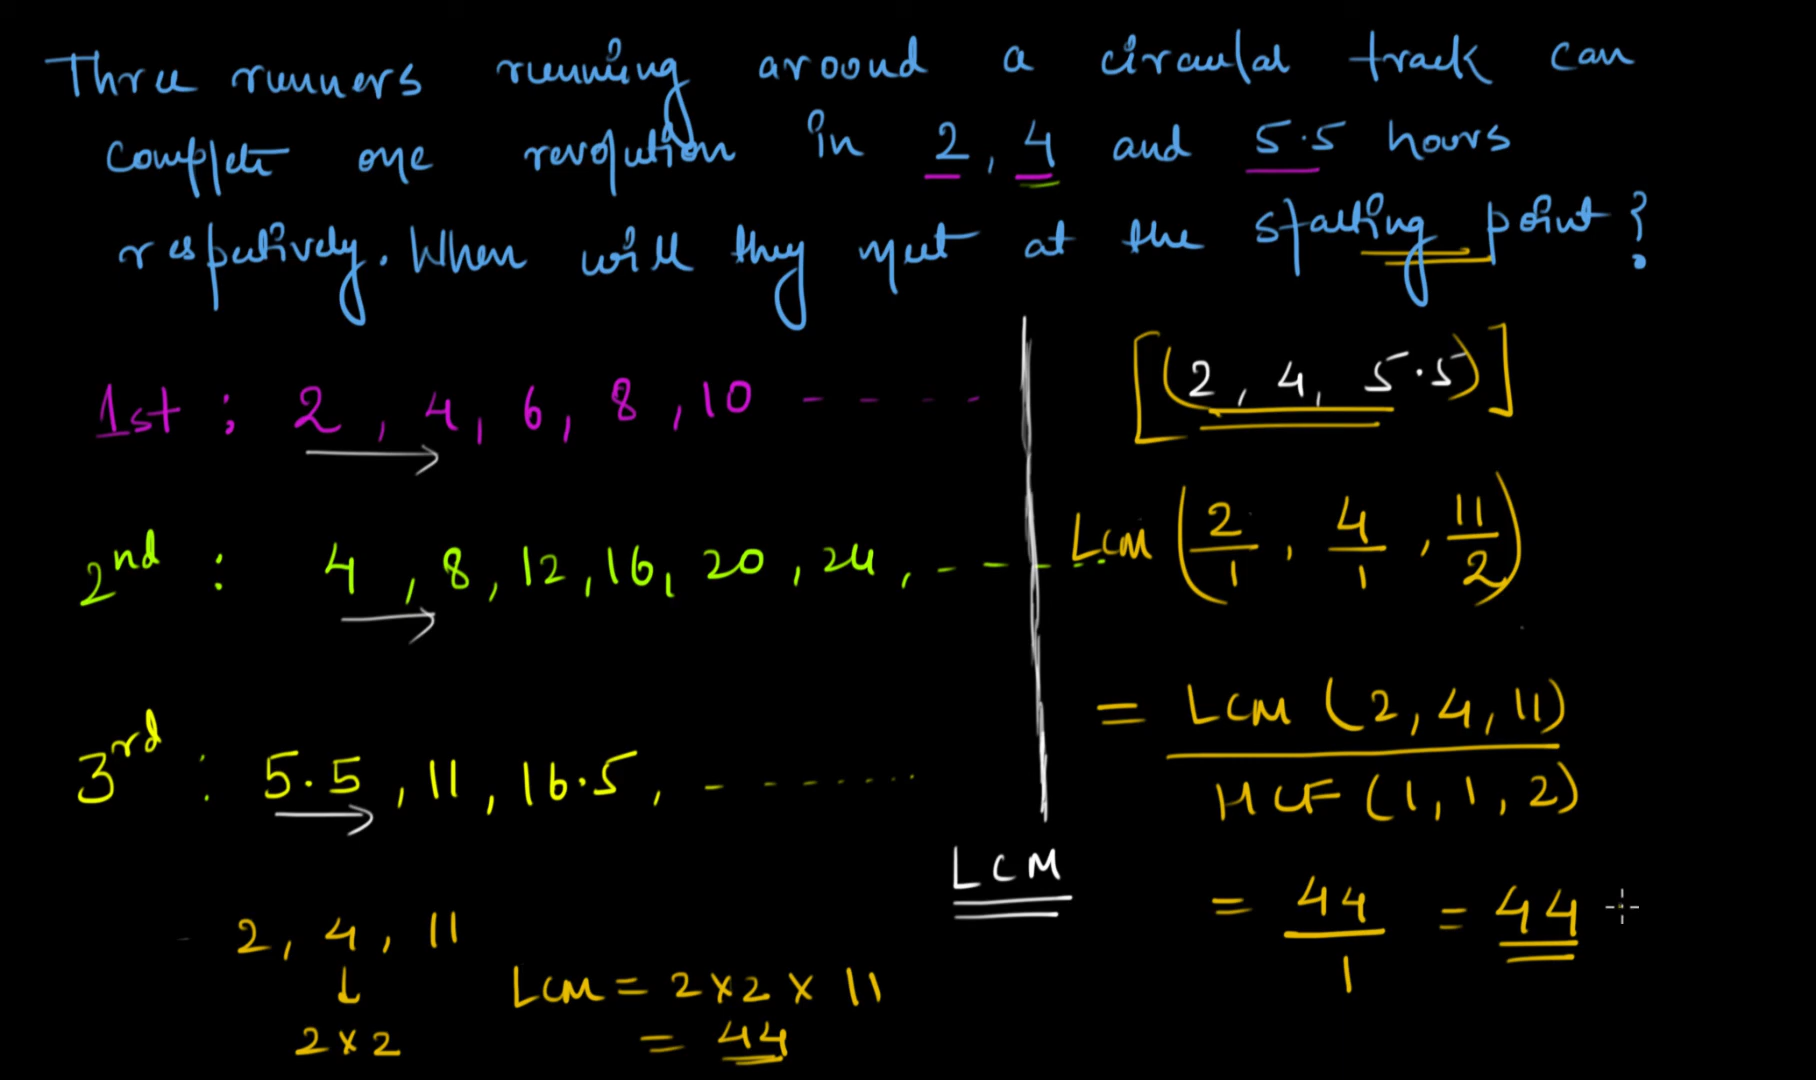 Three runners running around a circular track can
complete one revolution in 2, 4 and 5.5 hours
respectively. When will they meet at the starting point?
1st : 2, 4, 6, 8, 10 - - - -
2nd : 4, 8, 12, 16, 20, 24, - - - - ...
3rd : 5.5, 11, 16.5, - - - ......
2, 4, 11
↓
2 x 2
LCM = 2 x 2 x 11
= 44
LCM
[(2, 4, 5.5)]
LCM (2/1, 4/1, 11/2)
= LCM (2, 4, 11)
HCF (1, 1, 2)
= 44/1 = 44